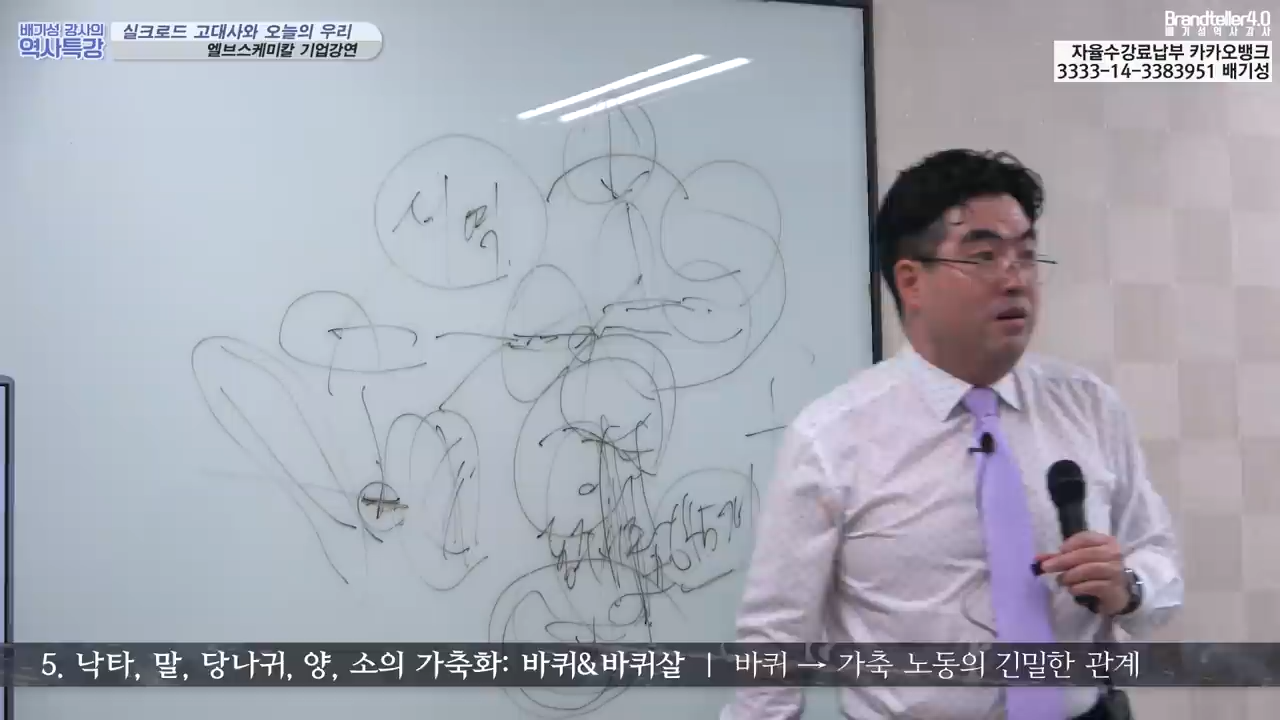 배기성 강사의
역사특강
실크로드 고대사와 오늘의 우리
엘브스케미칼 기업강연
Brandteller4.0
배기성역사강사
자율수강료납부 카카오뱅크
3333-14-3383951 배기성
5. 낙타, 말, 당나귀, 양, 소의 가축화: 바퀴&바퀴살 | 바퀴 → 가축 노동의 긴밀한 관계